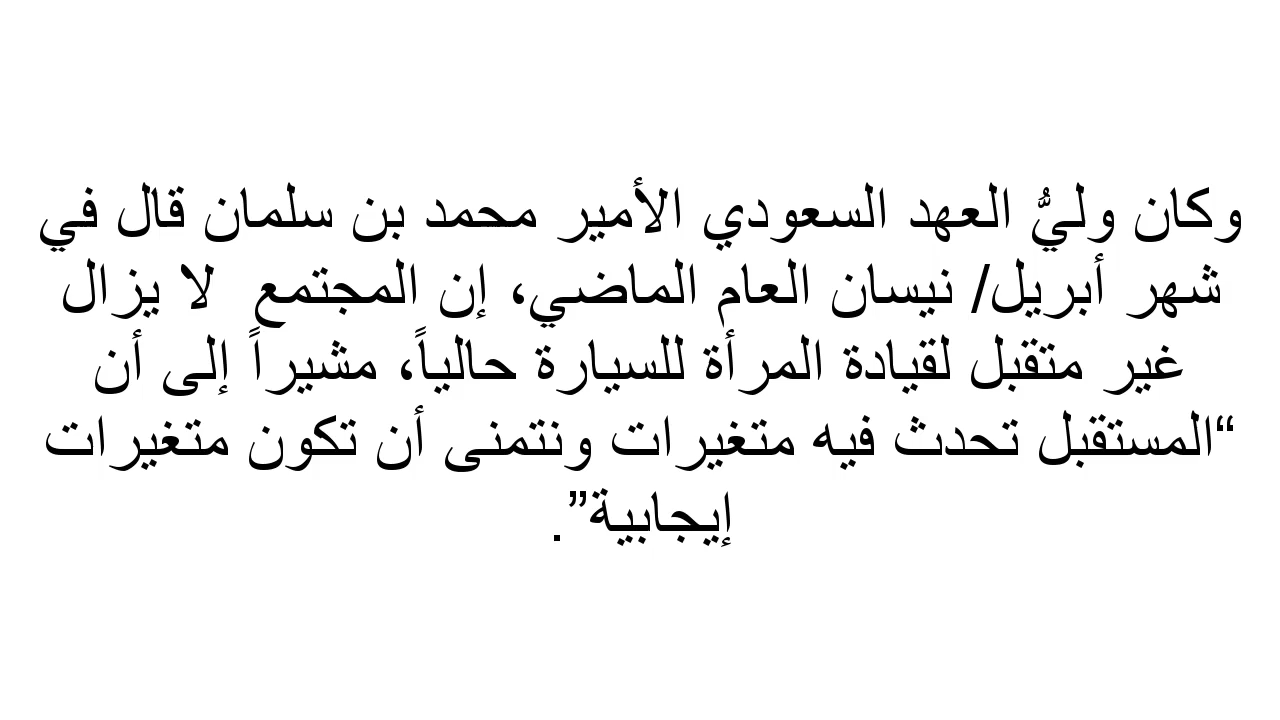 وكان وليُّ العهد السعودي الأمير محمد بن سلمان قال في
شهر أبريل/ نيسان العام الماضي، إن المجتمع  لا يزال
غير متقبل لقيادة المرأة للسيارة حالياً، مشيراً إلى أن
“المستقبل تحدث فيه متغيرات ونتمنى أن تكون متغيرات
إيجابية”.